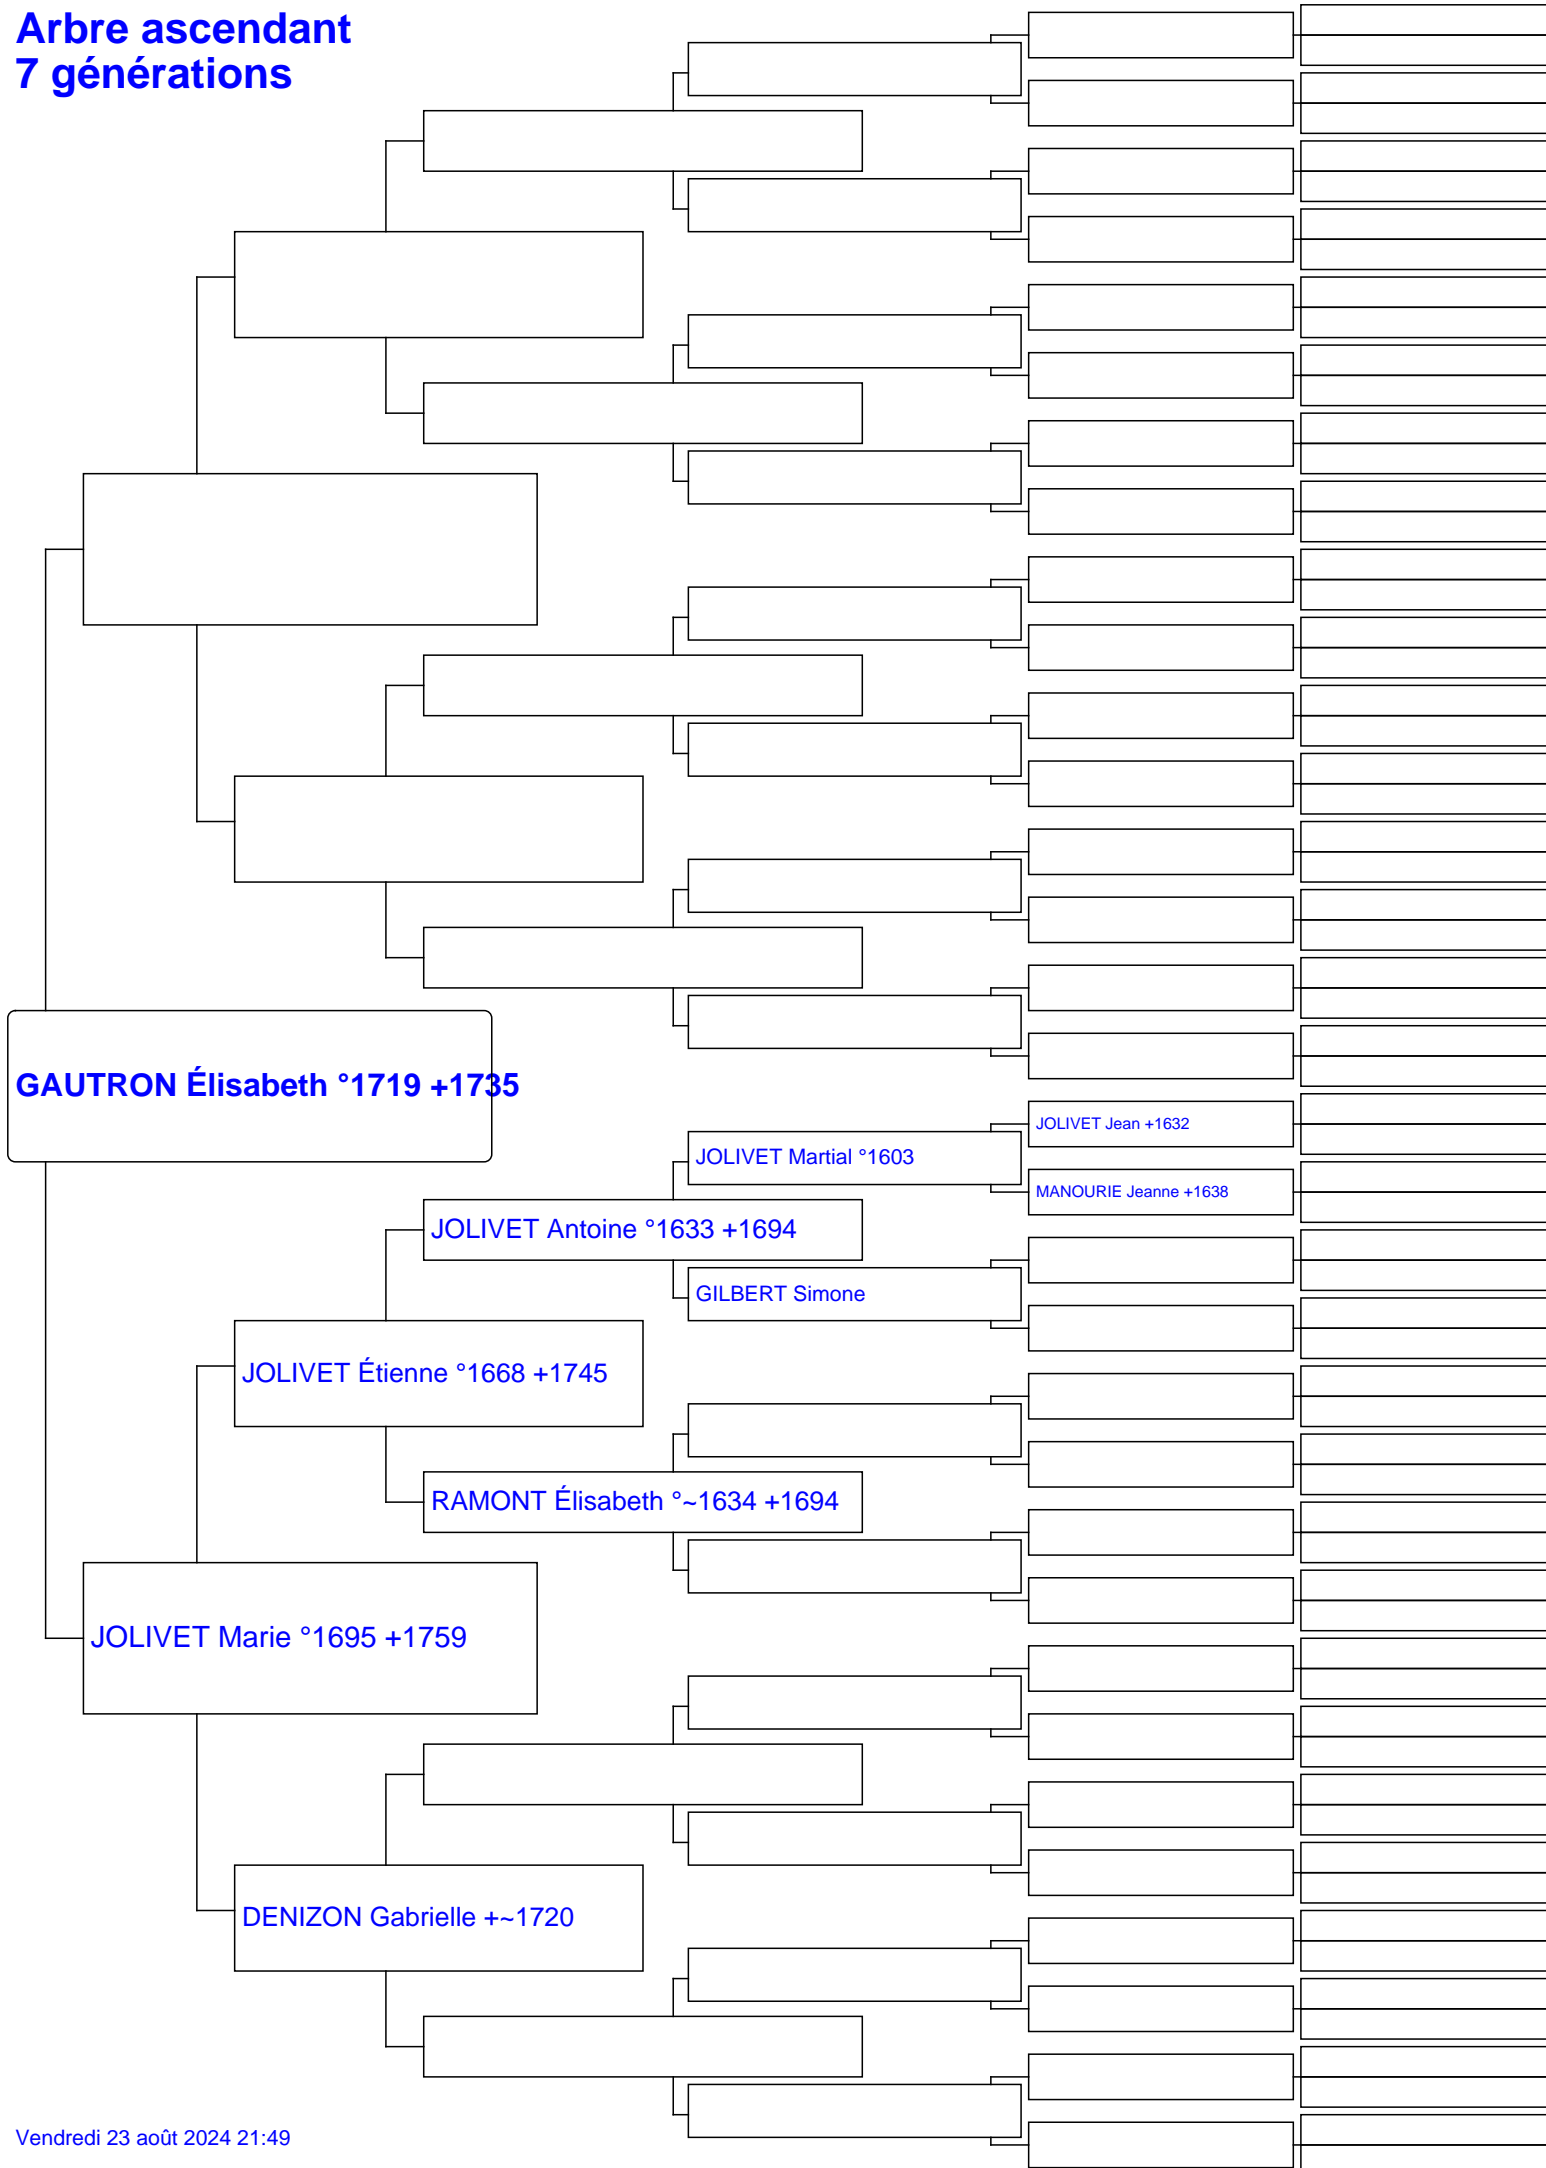 Arbre ascendant
7 générations
GAUTRON Élisabeth °1719 +1735
JOLIVET Jean +1632
JOLIVET Martial °1603
MANOURIE Jeanne +1638
JOLIVET Antoine °1633 +1694
GILBERT Simone
JOLIVET Étienne °1668 +1745
RAMONT Élisabeth °~1634 +1694
JOLIVET Marie °1695 +1759
DENIZON Gabrielle +~1720
Vendredi 23 août 2024 21:49